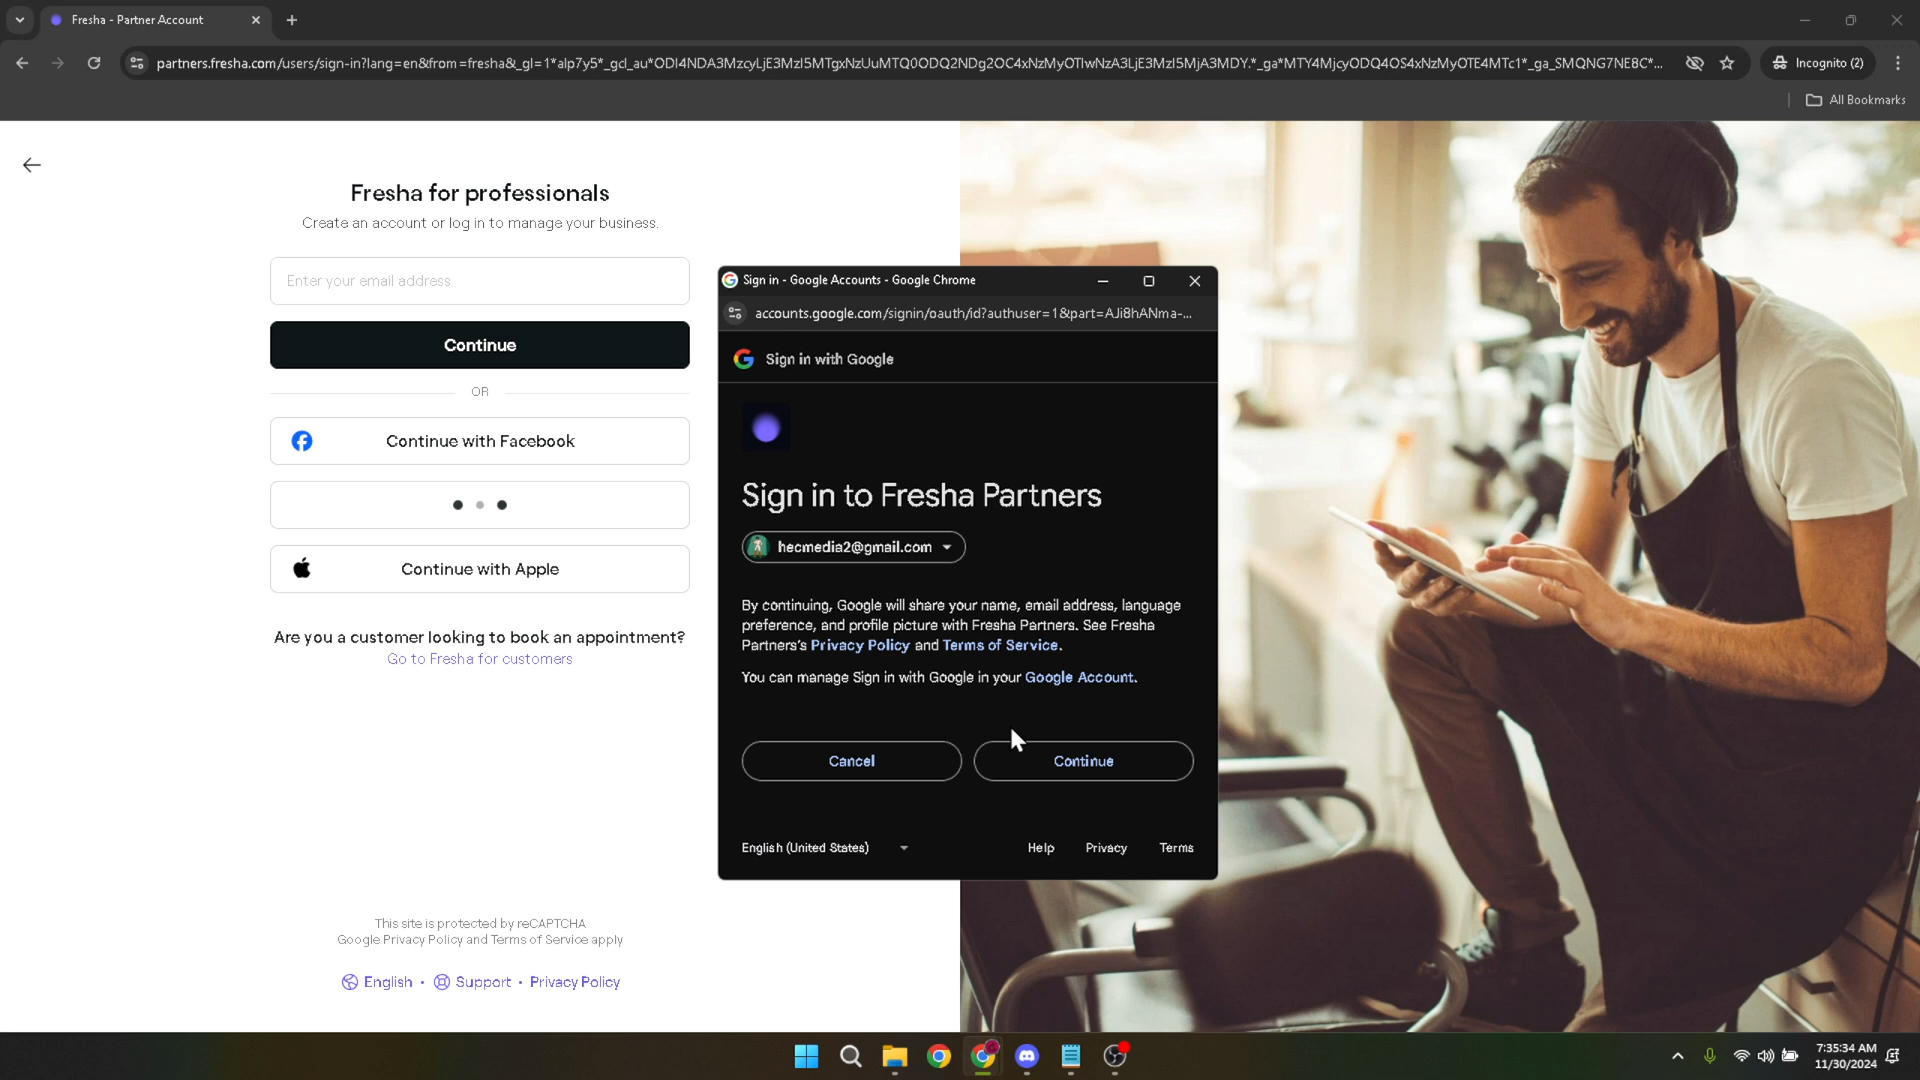 Fresha - Partner Account
partners.fresha.com/users/sign-in?lang=en&from=fresha&_gl=1*alp7y5*_gcl_au*ODI4NDA3MzcyLjE3MzI5MTgxNzUuMTQ0ODQ2NDg2OC4xNzMyOTIwNzA3LjE3MzI5MjA3MDY.*_ga*MTY4MjcyODQ4OS4xNzMyOTE4MTc1*_ga_SMQNG7NE8C*...
Incognito (2)
All Bookmarks
Fresha for professionals
Create an account or log in to manage your business.
Enter your email address
Continue
OR
Continue with Facebook
Continue with Apple
Are you a customer looking to book an appointment?
Go to Fresha for customers
This site is protected by reCAPTCHA
Google Privacy Policy and Terms of Service apply
English • Support • Privacy Policy
Sign in - Google Accounts - Google Chrome
accounts.google.com/signin/oauth/id?authuser=1&part=AJi8hANma-...
Sign in with Google
Sign in to Fresha Partners
hecmedia2@gmail.com
By continuing, Google will share your name, email address, language
preference, and profile picture with Fresha Partners. See Fresha
Partners's Privacy Policy and Terms of Service.
You can manage Sign in with Google in your Google Account.
Cancel
Continue
English (United States)
Help
Privacy
Terms
7:35:34 AM
11/30/2024